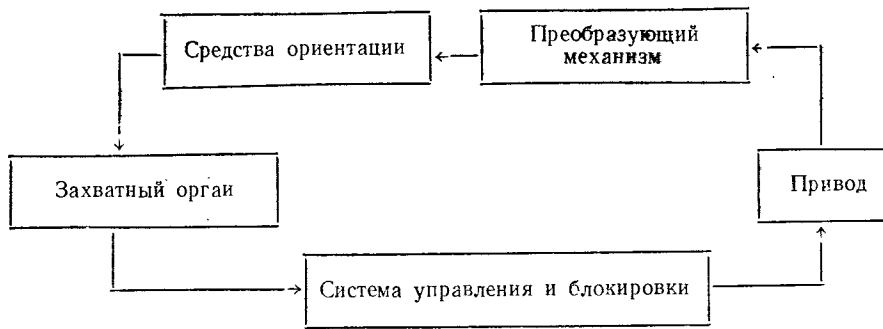 Средства ориентации
Преобразующий
механизм
Захватный оргаи
Привод
Система управления и блокировки